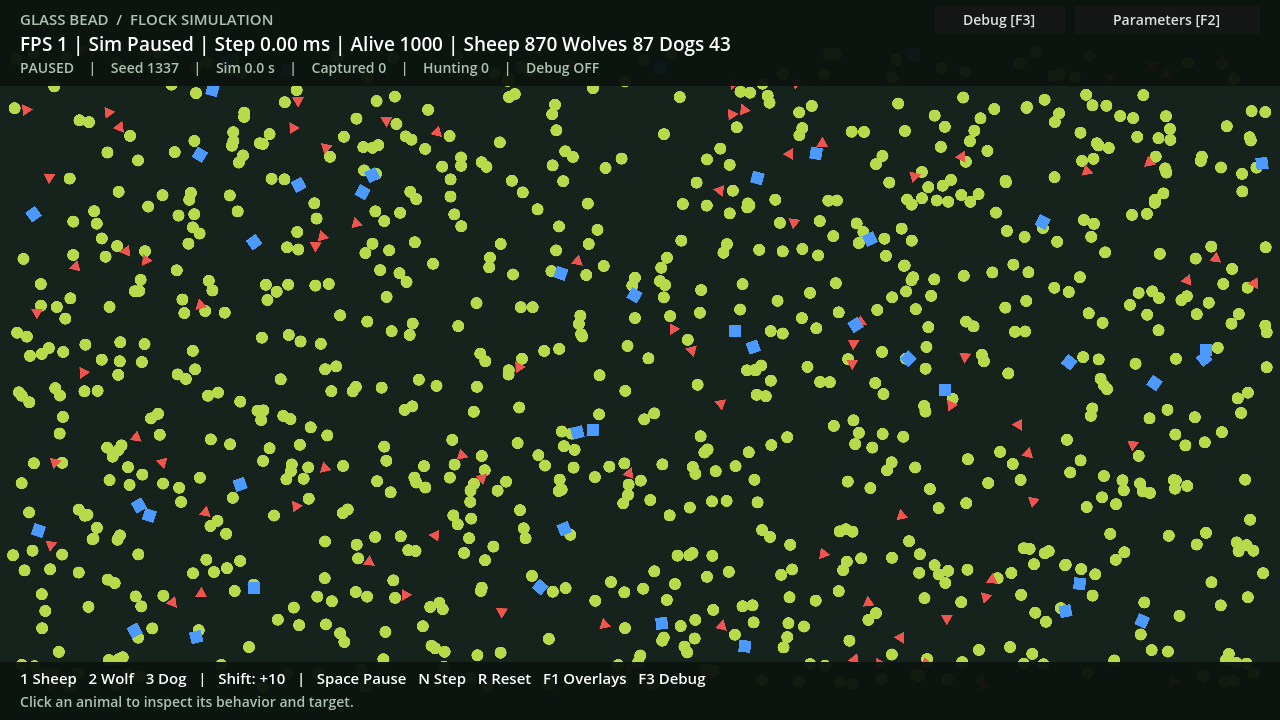 GLASS BEAD / FLOCK SIMULATION
Debug [F3]
Parameters [F2]
FPS 1 | Sim Paused | Step 0.00 ms | Alive 1000 | Sheep 870 Wolves 87 Dogs 43
PAUSED | Seed 1337 | Sim 0.0 s | Captured 0 | Hunting 0 | Debug OFF
1 Sheep 2 Wolf 3 Dog | Shift: +10 | Space Pause N Step R Reset F1 Overlays F3 Debug
Click an animal to inspect its behavior and target.